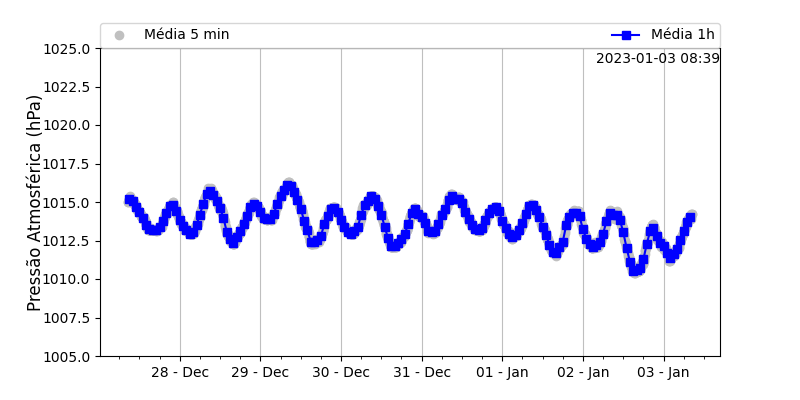 Média 5 min
Média 1h
2023-01-03 08:39
Pressão Atmosférica (hPa)
1025.0
1022.5
1020.0
1017.5
1015.0
1012.5
1010.0
1007.5
1005.0
28 - Dec
29 - Dec
30 - Dec
31 - Dec
01 - Jan
02 - Jan
03 - Jan